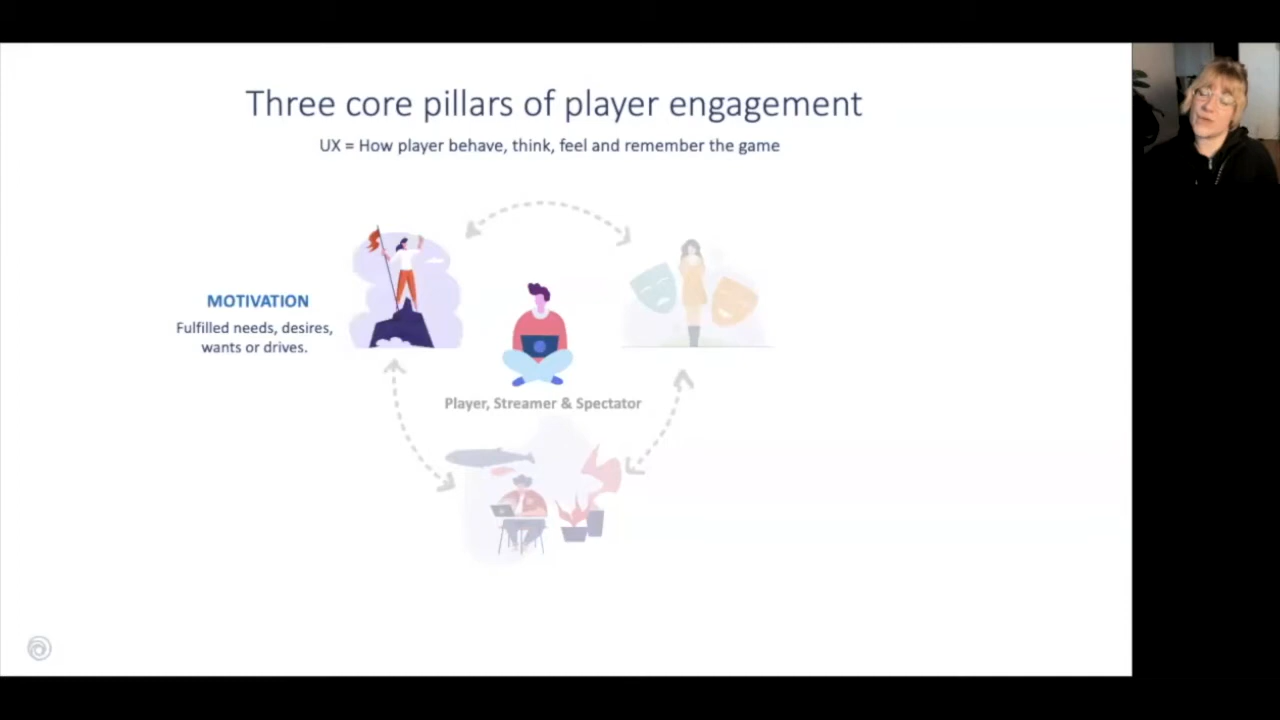 Three core pillars of player engagement
UX = How player behave, think, feel and remember the game
MOTIVATION
Fulfilled needs, desires,
wants or drives.
Player, Streamer & Spectator